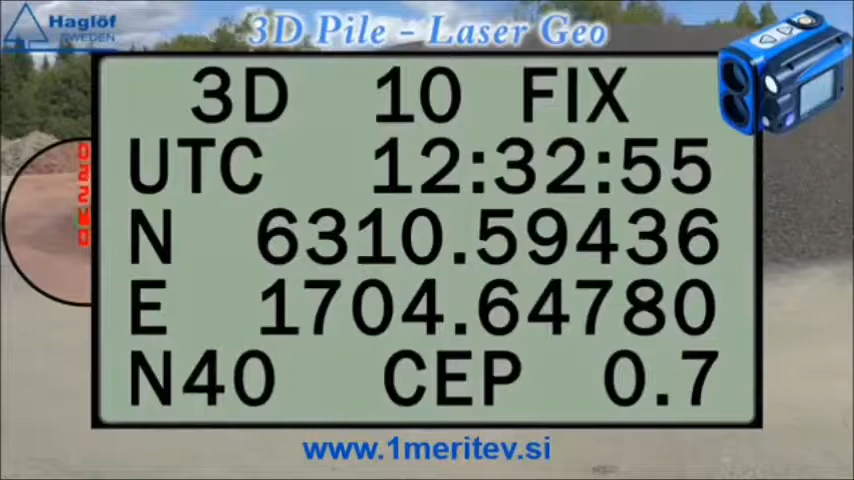 Haglöf
SWEDEN
3D Pile - Laser Geo
3D 10 FIX
UTC 12:32:55
N 6310.59436
E 1704.64780
N40 CEP 0.7
www.1meritev.si